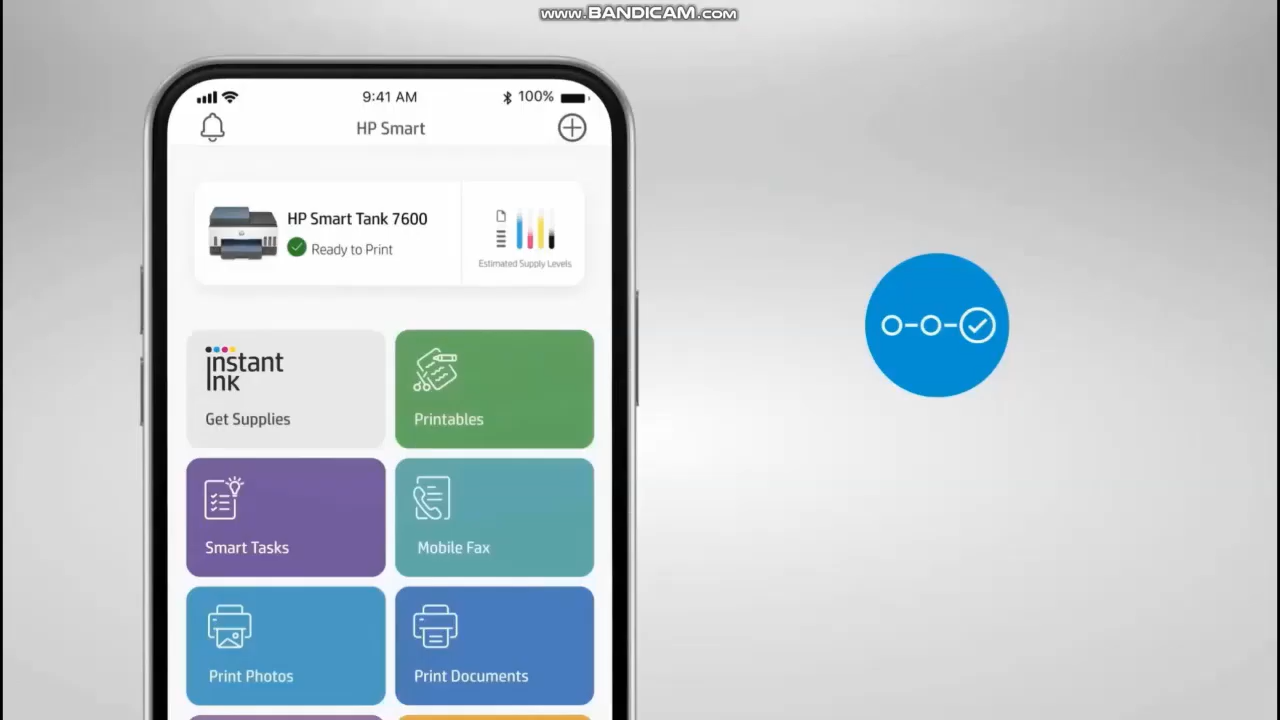 www.BANDICAM.com
9:41 AM
100%
HP Smart
HP Smart Tank 7600
Ready to Print
Estimated Supply Levels
instant
ink
Get Supplies
Printables
Smart Tasks
Mobile Fax
Print Photos
Print Documents